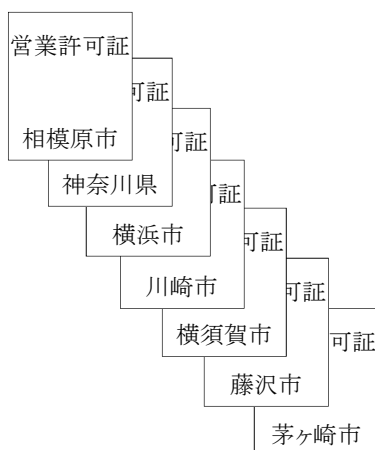 営業許可証
相模原市
可証
神奈川県
可証
横浜市
可証
川崎市
可証
横須賀市
可証
藤沢市
可証
茅ヶ崎市